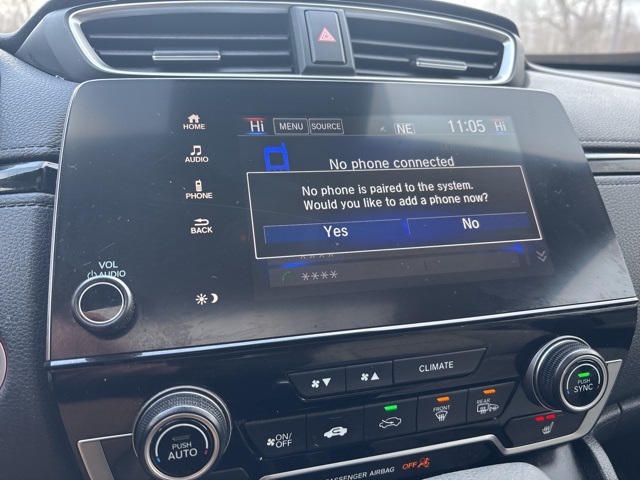 HOME
Hi MENU SOURCE NE 11:05 Hi
AUDIO
No phone connected
PHONE
No phone is paired to the system.
Would you like to add a phone now?
BACK
Yes No
****
****
VOL
AUDIO
CLIMATE
PUSH
SYNC
FRONT
REAR
ON/
OFF
PUSH
AUTO
PASSENGER AIRBAG OFF